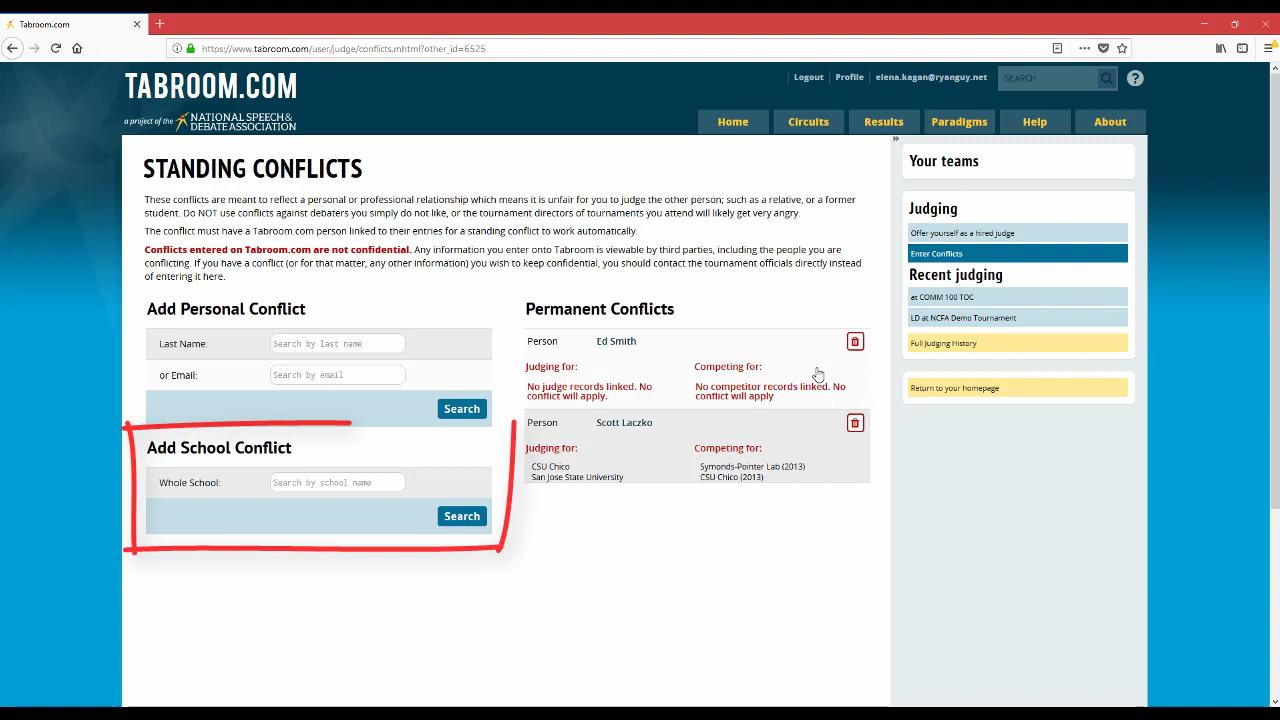 Tabroom.com
https://www.tabroom.com/user/judge/conflicts.mhtml?other_id=6525
TABROOM.COM
a project of the NATIONAL SPEECH & DEBATE ASSOCIATION
Logout Profile elena.kagan@ryanguy.net SEARCH ?
Home Circuits Results Paradigms Help About
STANDING CONFLICTS
These conflicts are meant to reflect a personal or professional relationship which means it is unfair for you to judge the other person; such as a relative, or a former
student. Do NOT use conflicts against debaters you simply do not like, or the tournament directors of tournaments you attend will likely get very angry.
The conflict must have a Tabroom.com person linked to their entries for a standing conflict to work automatically.
Conflicts entered on Tabroom.com are not confidential. Any information you enter onto Tabroom is viewable by third parties, including the people you are
conflicting. If you have a conflict (or for that matter, any other information) you wish to keep confidential, you should contact the tournament officials directly instead
of entering it here.
Add Personal Conflict
Last Name: Search by last name
or Email: Search by email
Search
Add School Conflict
Whole School: Search by school name
Search
Permanent Conflicts
Person Ed Smith
Judging for: Competing for:
No judge records linked. No No competitor records linked. No
conflict will apply. conflict will apply
Person Scott Laczko
Judging for: Competing for:
CSU Chico Symonds-Pointer Lab (2013)
San Jose State University CSU Chico (2013)
Your teams
Judging
Offer yourself as a hired judge
Enter Conflicts
Recent judging
at COMM 100 TOC
LD at NCFA Demo Tournament
Full Judging History
Return to your homepage